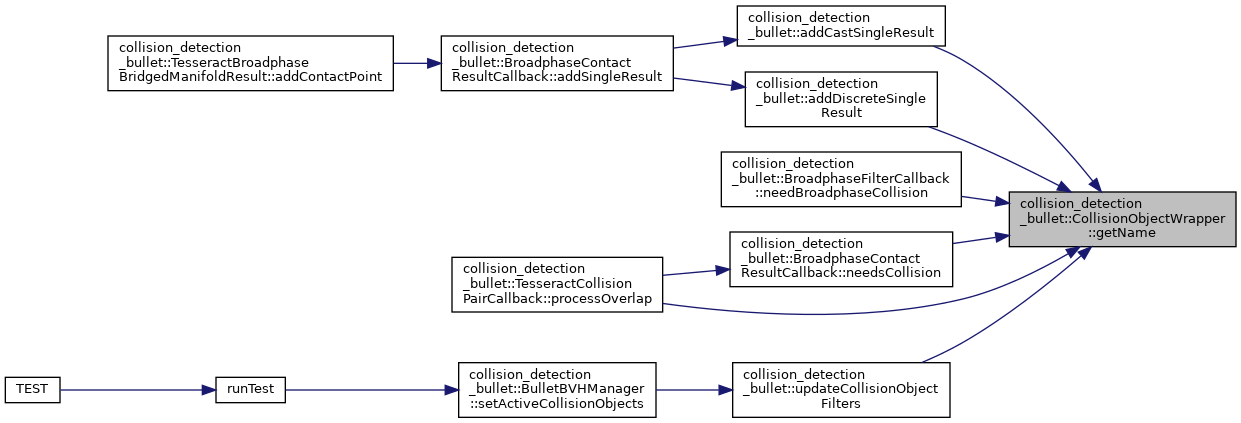 collision_detection
_bullet::addCastSingleResult
collision_detection
_bullet::TesseractBroadphase
BridgedManifoldResult::addContactPoint
collision_detection
_bullet::BroadphaseContact
ResultCallback::addSingleResult
collision_detection
_bullet::addDiscreteSingle
Result
collision_detection
_bullet::BroadphaseFilterCallback
::needBroadphaseCollision
collision_detection
_bullet::CollisionObjectWrapper
::getName
collision_detection
_bullet::BroadphaseContact
ResultCallback::needsCollision
collision_detection
_bullet::TesseractCollision
PairCallback::processOverlap
TEST
runTest
collision_detection
_bullet::BulletBVHManager
::setActiveCollisionObjects
collision_detection
_bullet::updateCollisionObject
Filters